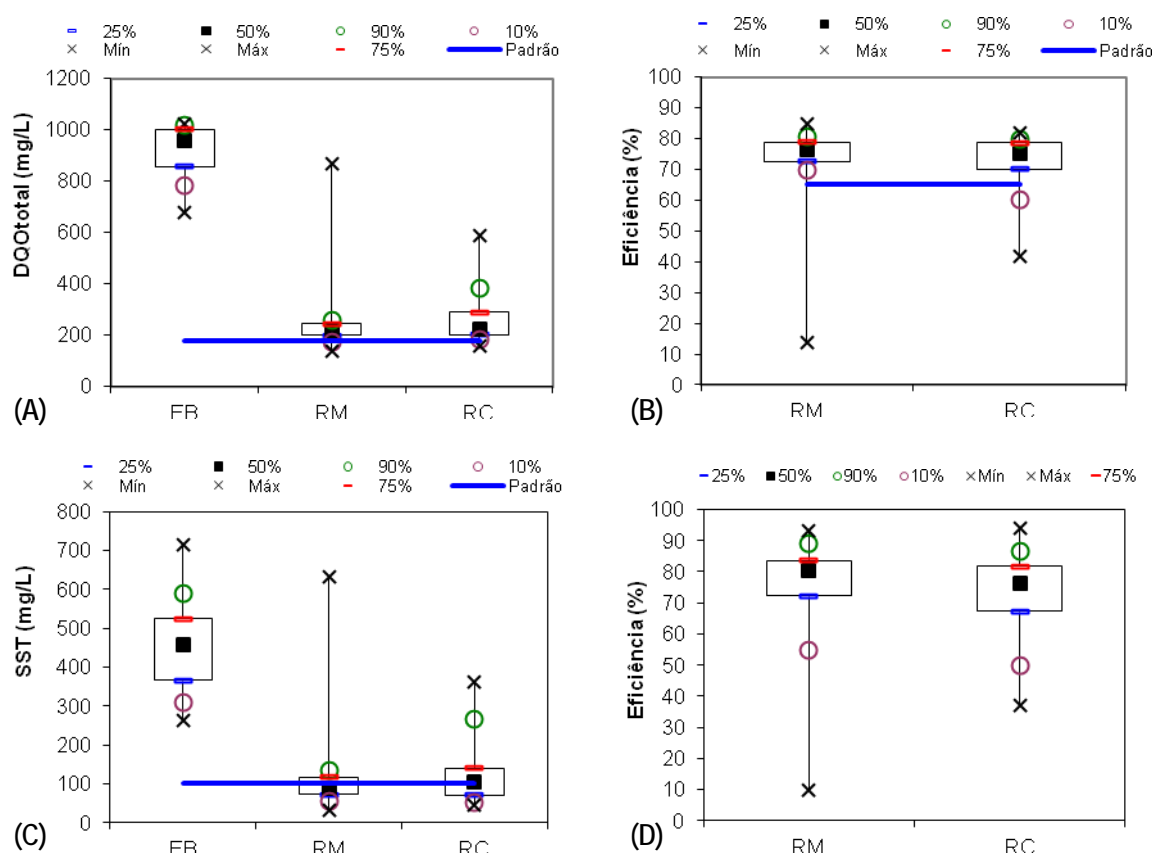 25% 50% 90% 10%
Mín Máx 75% Padrão
1200
1000
800
600
400
200
0
DQOtotal (mg/L)
EB RM RC
(A)
25% 50% 90% 10%
Mín Máx 75% Padrão
100
90
80
70
60
50
40
30
20
10
0
Eficiência (%)
RM RC
(B)
25% 50% 90% 10%
Mín Máx 75% Padrão
800
700
600
500
400
300
200
100
0
SST (mg/L)
EB RM RC
(C)
25% 50% 90% 10% Mín Máx 75%
100
90
80
70
60
50
40
30
20
10
0
Eficiência (%)
RM RC
(D)